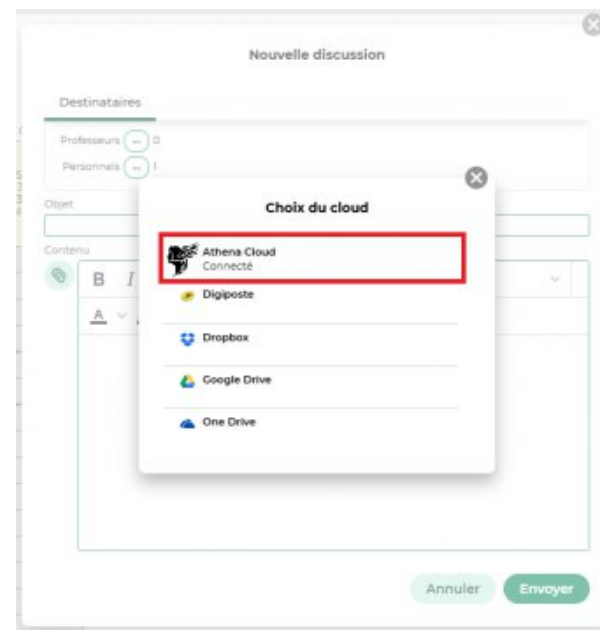 Nouvelle discussion
Destinataires
Professeurs ... 0
Personnels ... 1
Objet
Choix du cloud
Contenu
Athena Cloud
Connecté
B I
Digiposte
A
Dropbox
Google Drive
One Drive
Annuler Envoyer